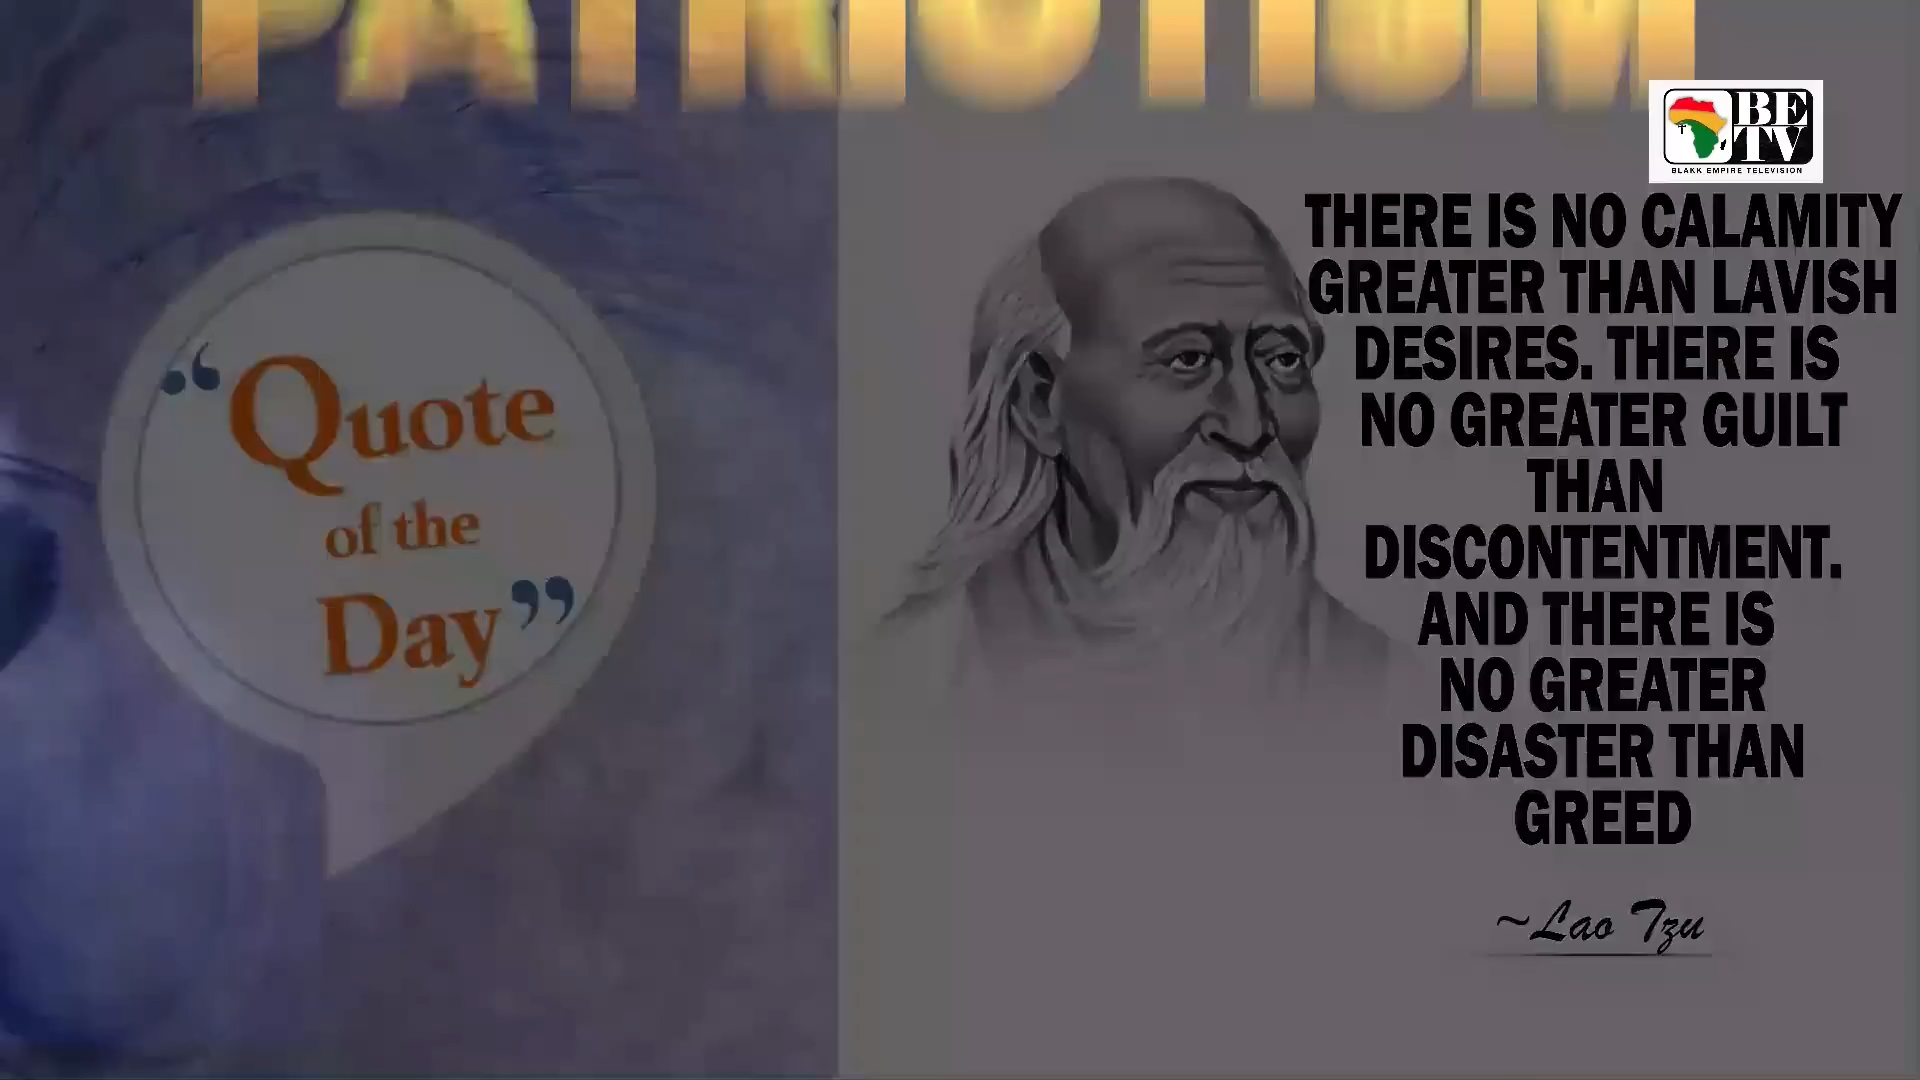 PATRIOTISM
BE
TV
BLAKK EMPIRE TELEVISION
“Quote
of the
Day”
THERE IS NO CALAMITY
GREATER THAN LAVISH
DESIRES. THERE IS
NO GREATER GUILT
THAN
DISCONTENTMENT.
AND THERE IS
NO GREATER
DISASTER THAN
GREED
~Lao Tzu